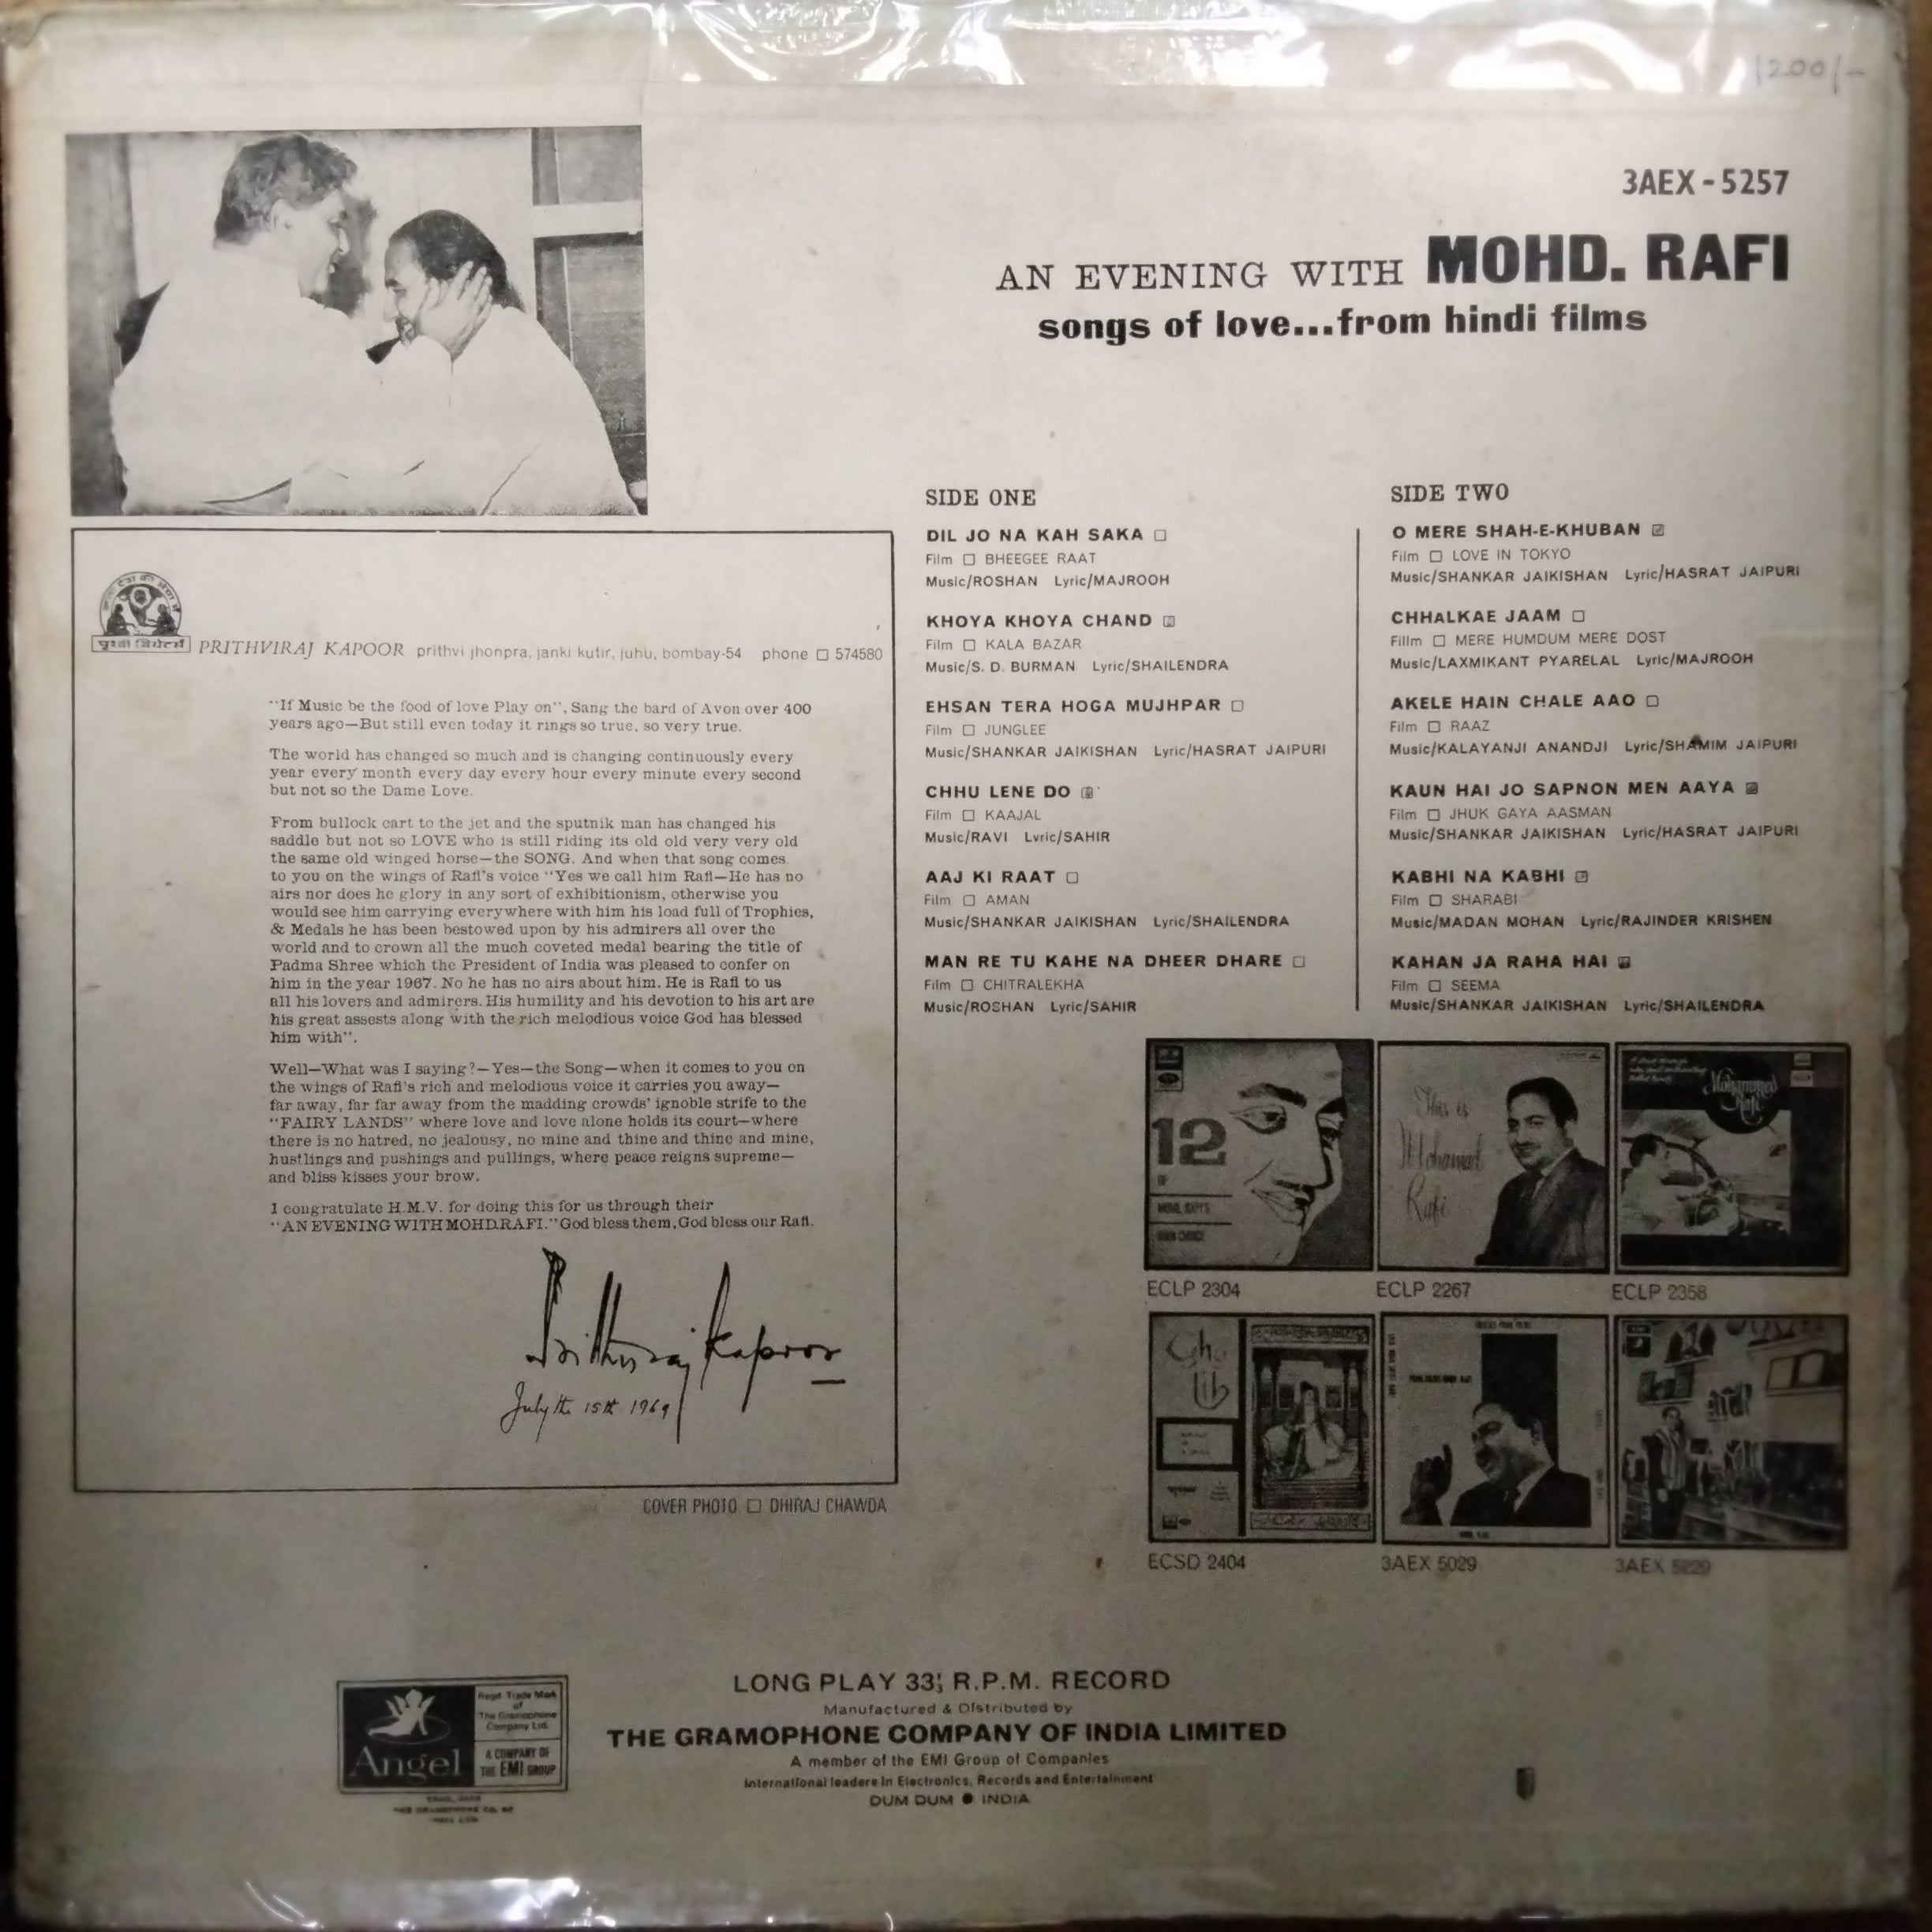 1200/-
3AEX - 5257
AN EVENING WITH MOHD. RAFI
songs of love...from hindi films
पृथ्वी थियेटर्स
PRITHVIRAJ KAPOOR prithvi jhonpra, janki kutir, juhu, bombay-54 phone □ 574580
"If Music be the food of love Play on", Sang the bard of Avon over 400
years ago—But still even today it rings so true, so very true.
The world has changed so much and is changing continuously every
year every month every day every hour every minute every second
but not so the Dame Love.
From bullock cart to the jet and the sputnik man has changed his
saddle but not so LOVE who is still riding its old old very very old
the same old winged horse—the SONG. And when that song comes
to you on the wings of Rafi's voice "Yes we call him Rafi—He has no
airs nor does he glory in any sort of exhibitionism, otherwise you
would see him carrying everywhere with him his load full of Trophies,
& Medals he has been bestowed upon by his admirers all over the
world and to crown all the much coveted medal bearing the title of
Padma Shree which the President of India was pleased to confer on
him in the year 1967. No he has no airs about him. He is Rafi to us
all his lovers and admirers. His humility and his devotion to his art are
his great assests along with the rich melodious voice God has blessed
him with".
Well—What was I saying?—Yes—the Song—when it comes to you on
the wings of Rafi's rich and melodious voice it carries you away—
far away, far far away from the madding crowds' ignoble strife to the
"FAIRY LANDS" where love and love alone holds its court—where
there is no hatred, no jealousy, no mine and thine and thine and mine,
hustlings and pushings and pullings, where peace reigns supreme—
and bliss kisses your brow.
I congratulate H.M.V. for doing this for us through their
"AN EVENING WITH MOHD.RAFI." God bless them, God bless our Rafi.
Prithviraj Kapoor
July the 15th 1969
COVER PHOTO □ DHIRAJ CHAWDA
SIDE ONE
DIL JO NA KAH SAKA □
Film □ BHEEGEE RAAT
Music/ROSHAN Lyric/MAJROOH
KHOYA KHOYA CHAND □
Film □ KALA BAZAR
Music/S. D. BURMAN Lyric/SHAILENDRA
EHSAN TERA HOGA MUJHPAR □
Film □ JUNGLEE
Music/SHANKAR JAIKISHAN Lyric/HASRAT JAIPURI
CHHU LENE DO □
Film □ KAAJAL
Music/RAVI Lyric/SAHIR
AAJ KI RAAT □
Film □ AMAN
Music/SHANKAR JAIKISHAN Lyric/SHAILENDRA
MAN RE TU KAHE NA DHEER DHARE □
Film □ CHITRALEKHA
Music/ROSHAN Lyric/SAHIR
SIDE TWO
O MERE SHAH-E-KHUBAN □
Film □ LOVE IN TOKYO
Music/SHANKAR JAIKISHAN Lyric/HASRAT JAIPURI
CHHALKAE JAAM □
Fillm □ MERE HUMDUM MERE DOST
Music/LAXMIKANT PYARELAL Lyric/MAJROOH
AKELE HAIN CHALE AAO □
Film □ RAAZ
Music/KALAYANJI ANANDJI Lyric/SHAMIM JAIPURI
KAUN HAI JO SAPNON MEN AAYA □
Film □ JHUK GAYA AASMAN
Music/SHANKAR JAIKISHAN Lyric/HASRAT JAIPURI
KABHI NA KABHI □
Film □ SHARABI
Music/MADAN MOHAN Lyric/RAJINDER KRISHEN
KAHAN JA RAHA HAI □
Film □ SEEMA
Music/SHANKAR JAIKISHAN Lyric/SHAILENDRA
12
OF
MOHD. RAFI'S
OWN CHOICE
This is
Mohamad
Rafi
Mohammed
Rafi
ECLP 2304
ECLP 2267
ECLP 2358
Gha
lib
ECSD 2404
3AEX 5029
3AEX 5229
Angel
Regd Trade Mark
of
The Gramophone
Company Ltd.
A COMPANY OF
THE EMI GROUP
LONG PLAY 33⅓ R.P.M. RECORD
Manufactured & Distributed by
THE GRAMOPHONE COMPANY OF INDIA LIMITED
A member of the EMI Group of Companies
International leaders in Electronics, Records and Entertainment
DUM DUM ● INDIA